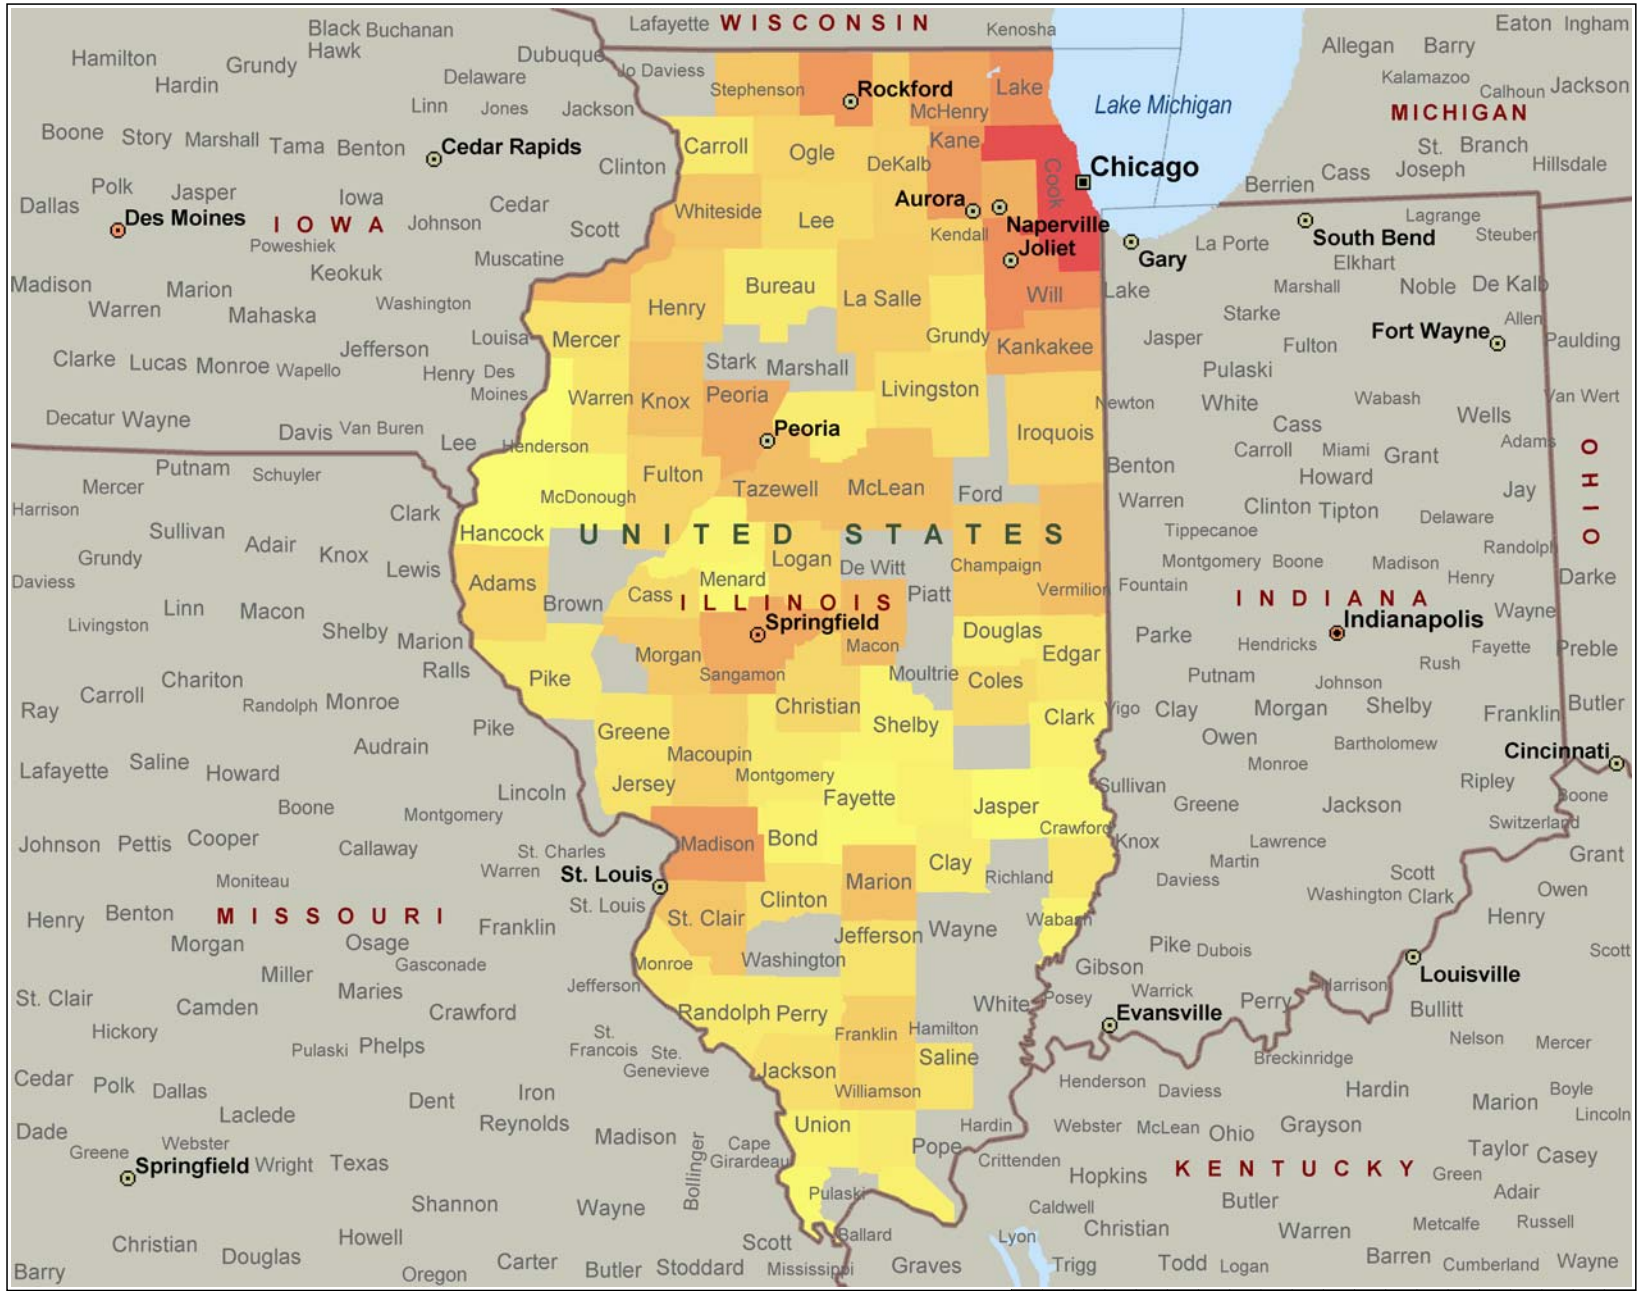 Lafayette WISCONSIN Kenosha Eaton Ingham
Black Buchanan
Hamilton Grundy Hawk Dubuque Allegan Barry
Hardin Delaware Jo Daviess Stephenson Rockford Lake Kalamazoo Calhoun Jackson
Linn Jones Jackson McHenry Lake Michigan MICHIGAN
Boone Story Marshall Tama Benton Cedar Rapids Carroll Ogle DeKalb Kane St. Joseph Branch Hillsdale
Clinton Cook Chicago Berrien Cass
Dallas Polk Jasper Iowa Cedar Whiteside Lee Aurora Naperville Lagrange
Des Moines IOWA Johnson Scott Kendall Joliet Gary La Porte South Bend Steuben
Poweshiek Muscatine Elkhart
Madison Marion Keokuk Washington Henry Bureau La Salle Will Lake Marshall Noble De Kalb
Warren Mahaska Louisa Mercer Grundy Kankakee Starke Allen
Clarke Lucas Monroe Wapello Jefferson Henry Des Moines Stark Marshall Jasper Fulton Fort Wayne Paulding
Pulaski
Decatur Wayne Davis Van Buren Lee Henderson Warren Knox Peoria Livingston Newton White Wabash Wells Van Wert
Peoria Iroquois Cass Adams
Putnam Schuyler Fulton Benton Carroll Miami Grant OHIO
Mercer McDonough Tazewell McLean Ford Warren Howard Jay
Harrison Clark Clinton Tipton Delaware
Sullivan Adair Knox Hancock UNITED STATES Tippecanoe
Grundy Lewis Logan De Witt Champaign Montgomery Boone Madison Randolph
Daviess Adams Menard Vermilion Fountain Henry Darke
Linn Macon Brown Cass ILLINOIS Piatt INDIANA Wayne
Livingston Shelby Marion Springfield Macon Douglas Parke Hendricks Indianapolis Fayette Preble
Ralls Morgan Sangamon Moultrie Edgar Rush
Carroll Chariton Pike Coles Putnam Johnson
Ray Randolph Monroe Christian Shelby Clark Vigo Clay Morgan Shelby Franklin Butler
Pike Greene Owen
Audrain Macoupin Bartholomew Cincinnati
Lafayette Saline Howard Montgomery Monroe
Lincoln Jersey Fayette Jasper Sullivan Ripley
Boone Montgomery Greene Jackson Boone
Johnson Pettis Cooper Callaway St. Charles Madison Bond Crawford Knox Lawrence Switzerland
Moniteau Warren St. Louis Marion Clay Richland Daviess Martin Scott Grant
Henry Benton MISSOURI St. Louis Clinton Washington Clark Owen
Franklin St. Clair Wabash Henry
Morgan Osage Jefferson Wayne Pike Dubois Scott
Miller Gasconade Monroe Washington Gibson Louisville
St. Clair Camden Maries Jefferson White Posey Warrick Perry Harrison
Crawford Randolph Perry Evansville Bullitt
Hickory St. Francois Franklin Hamilton Nelson Mercer
Pulaski Phelps Ste. Genevieve Saline Breckinridge
Cedar Polk Dallas Iron Jackson Henderson Daviess Hardin Boyle
Laclede Dent Williamson Marion Lincoln
Dade Webster Reynolds Madison Union Hardin Webster McLean Ohio Grayson
Greene Springfield Wright Texas Bollinger Cape Girardeau Pope Crittenden Hopkins KENTUCKY Green Taylor Casey
Shannon Wayne Pulaski Caldwell Butler Adair
Christian Douglas Howell Scott Ballard Lyon Christian Warren Metcalfe Russell
Barry Oregon Carter Butler Stoddard Mississippi Graves Trigg Todd Logan Barren Cumberland Wayne